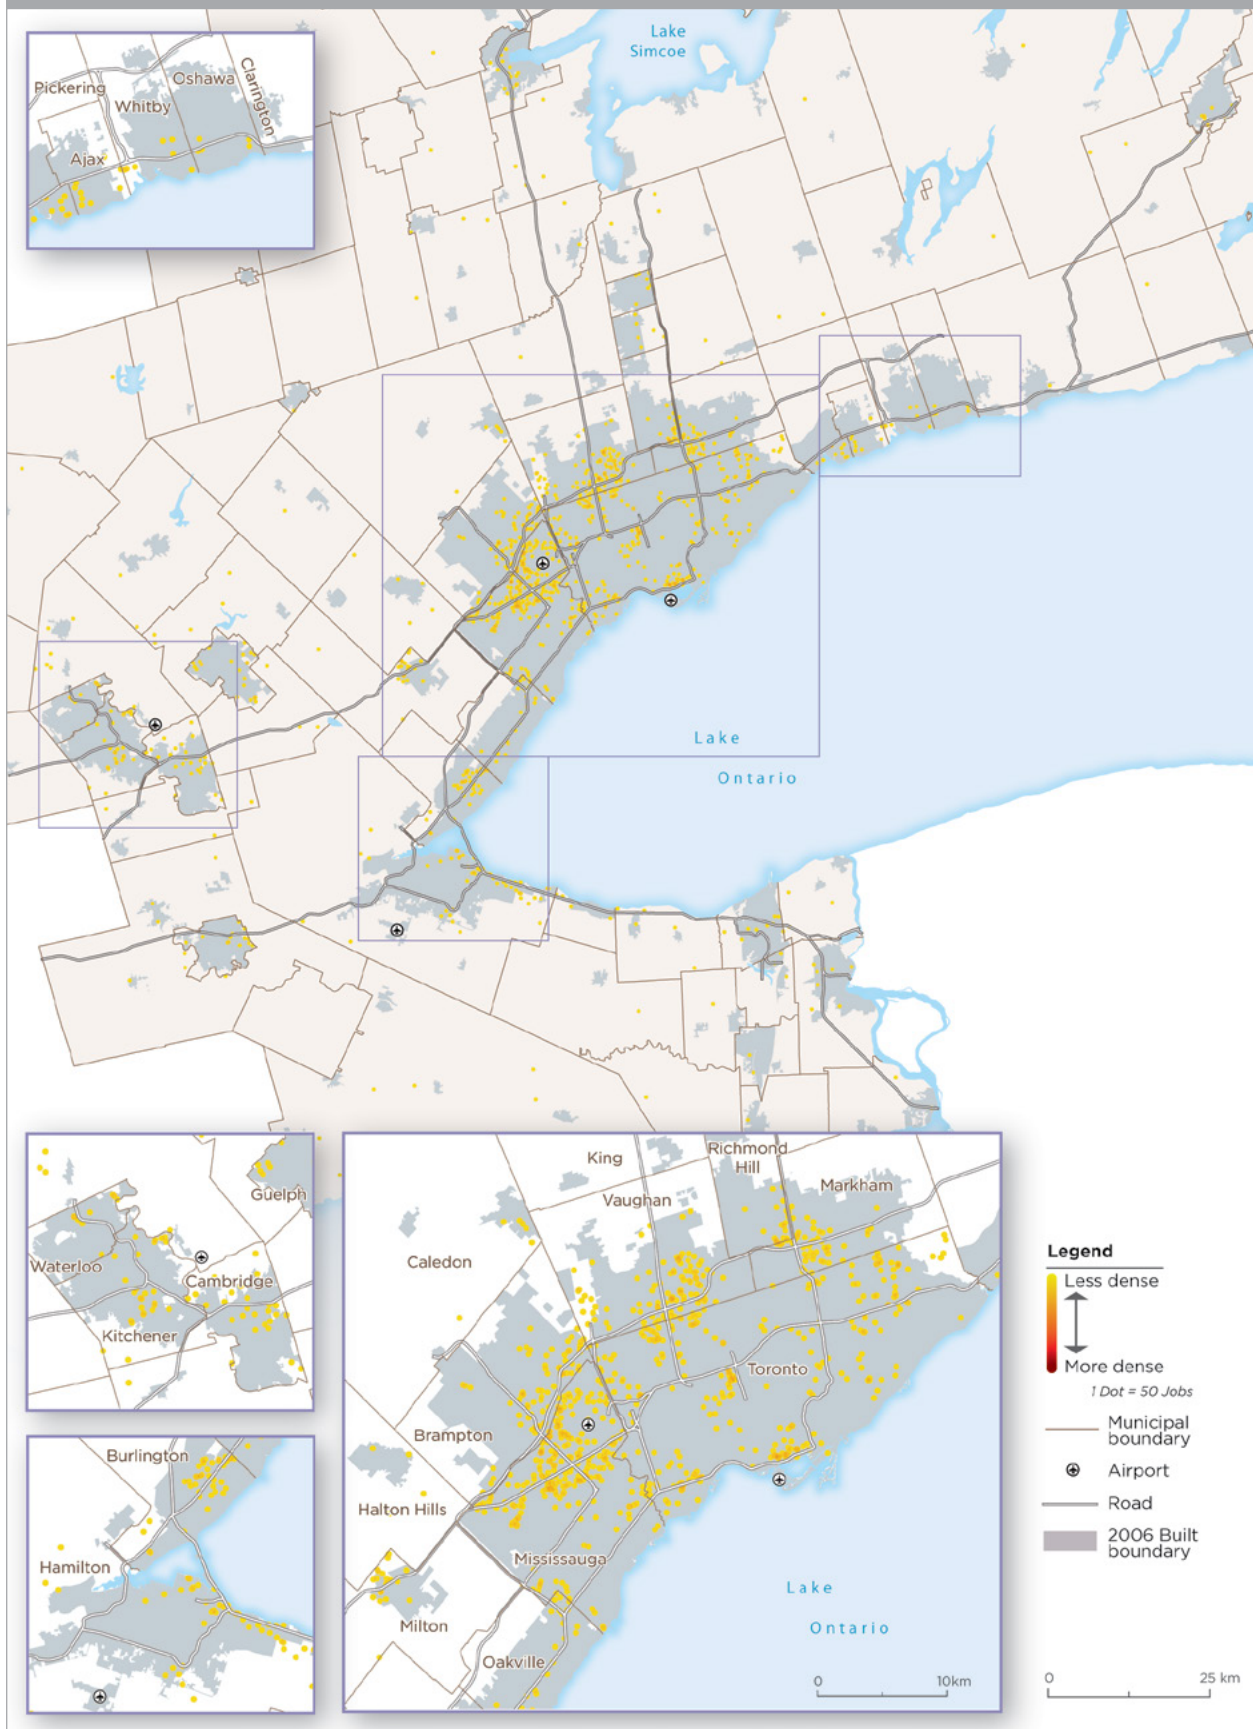 Lake
Simcoe
Pickering
Whitby
Oshawa
Clarington
Ajax
Lake
Ontario
Guelph
Waterloo
Cambridge
Kitchener
Burlington
Hamilton
King
Richmond
Hill
Vaughan
Markham
Caledon
Toronto
Brampton
Halton Hills
Mississauga
Milton
Oakville
Lake
Ontario
0 10km
Legend
Less dense
More dense
1 Dot = 50 Jobs
Municipal
boundary
Airport
Road
2006 Built
boundary
0 25 km